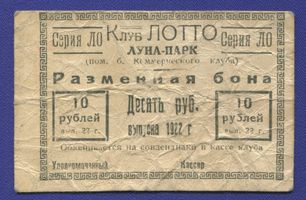 Серия ЛО Клуб ЛОТТО Серия ЛО
ЛУНА-ПАРК
(пом. б. Коммерческого клуба)
Разменная бона
10 рублей вып. 22 г.
Десять руб.
выпуска 1922 г
10 рублей вып. 22 г.
Обменивается на совдензнаки в кассе клуба
Уполномоченный Кассир